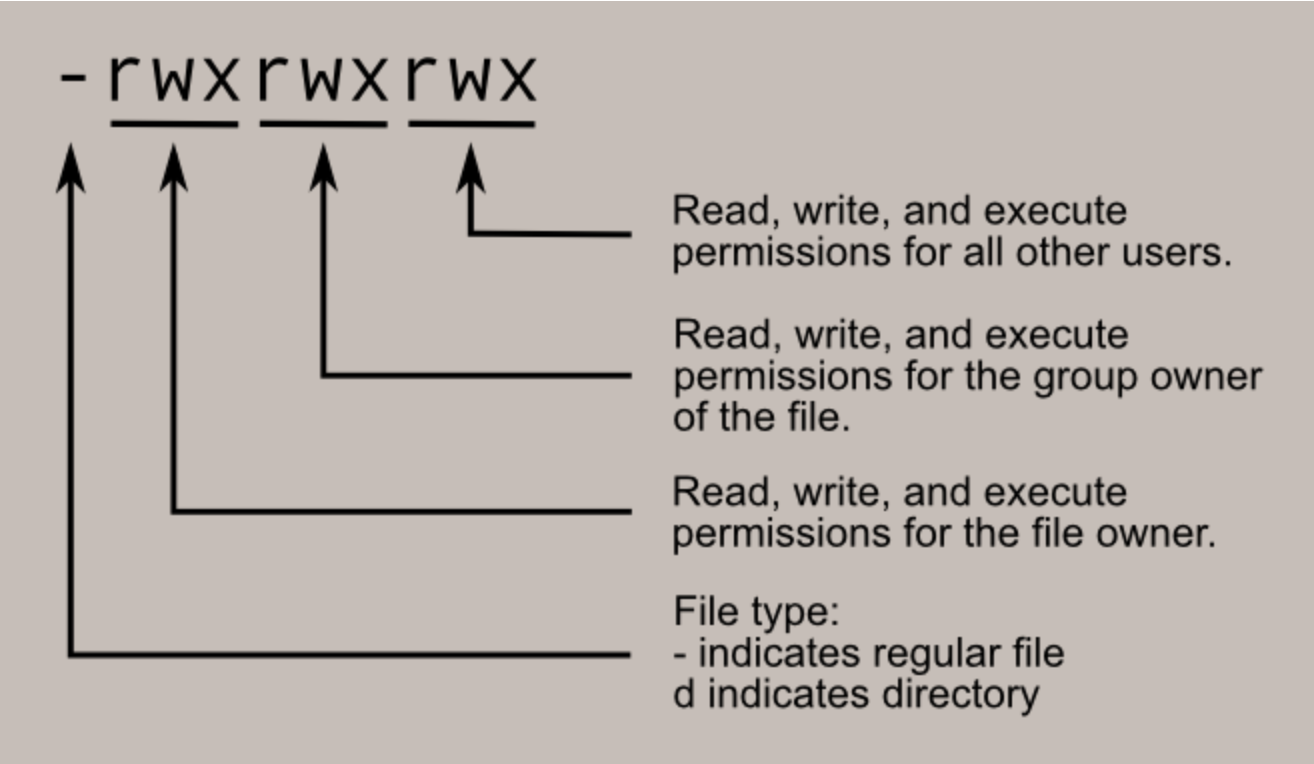 -rwxrwxrwx
Read, write, and execute
permissions for all other users.
Read, write, and execute
permissions for the group owner
of the file.
Read, write, and execute
permissions for the file owner.
File type:
- indicates regular file
d indicates directory